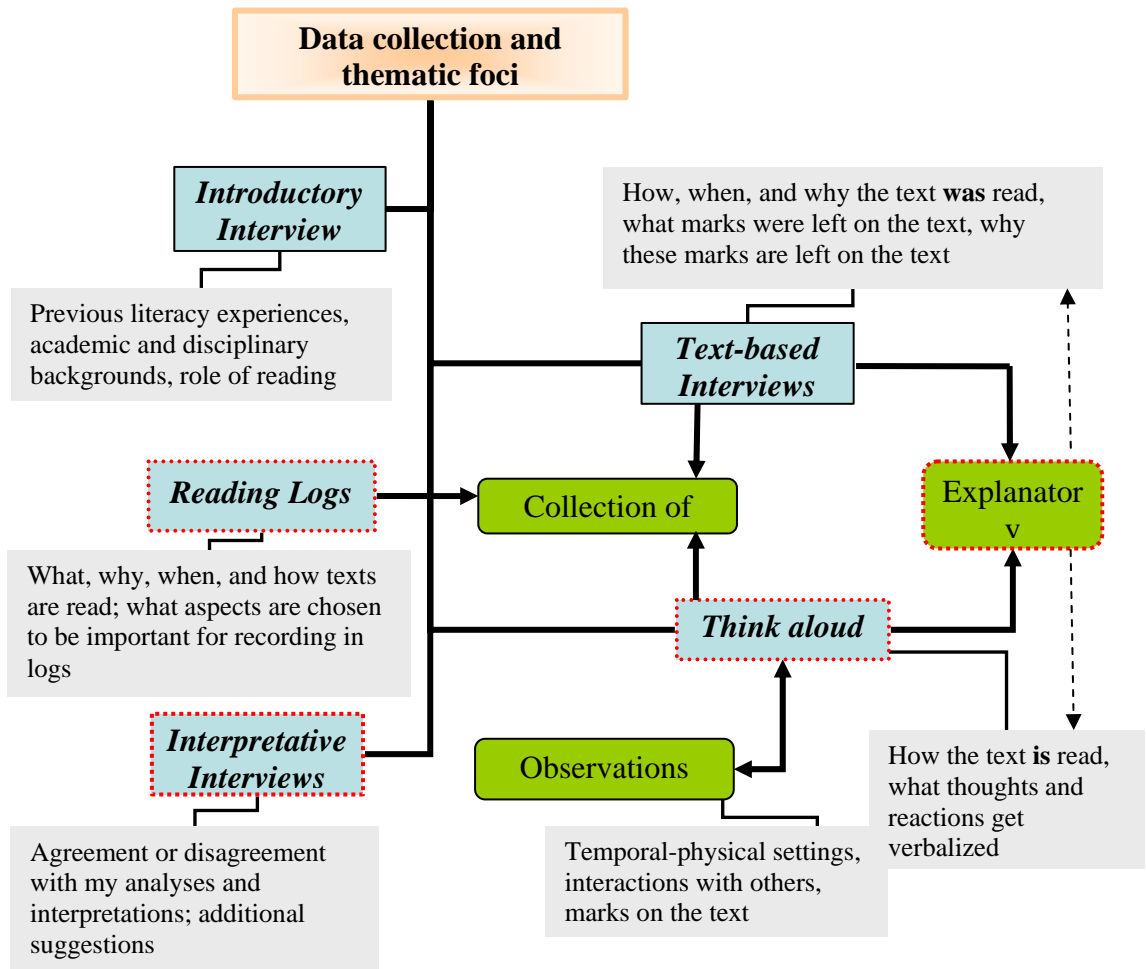 Data collection and
thematic foci
Introductory
Interview
Previous literacy experiences,
academic and disciplinary
backgrounds, role of reading
How, when, and why the text was read,
what marks were left on the text, why
these marks are left on the text
Text-based
Interviews
Reading Logs
What, why, when, and how texts
are read; what aspects are chosen
to be important for recording in
logs
Collection of
Explanator
v
Think aloud
Interpretative
Interviews
Agreement or disagreement
with my analyses and
interpretations; additional
suggestions
Observations
Temporal-physical settings,
interactions with others,
marks on the text
How the text is read,
what thoughts and
reactions get
verbalized